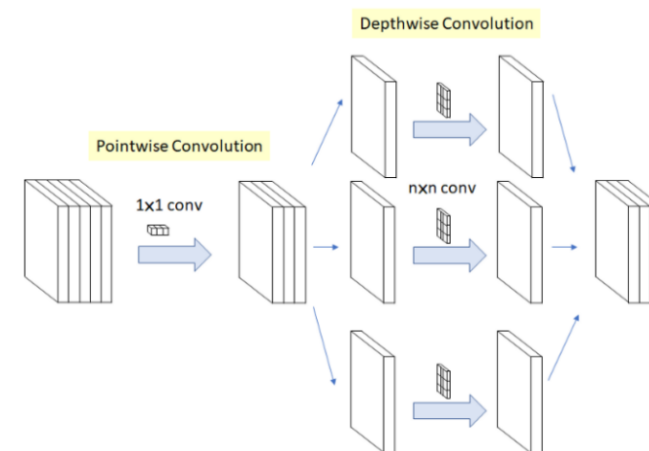 Depthwise Convolution
Pointwise Convolution
1x1 conv
nxn conv